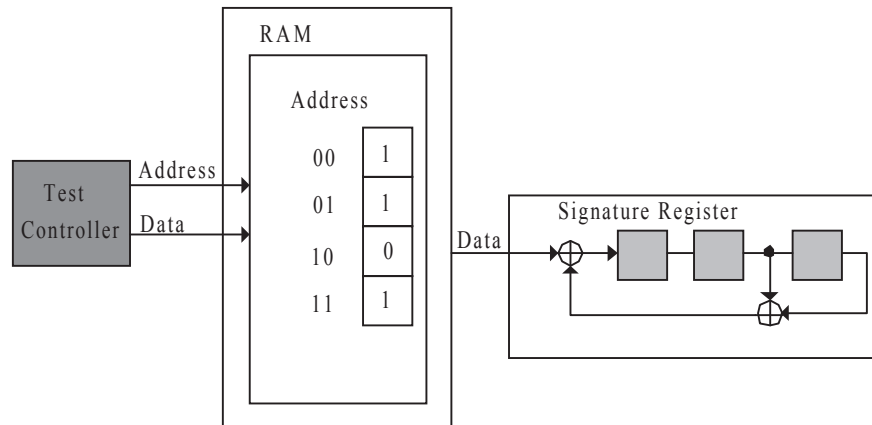 RAM
Address
00 1
01 1
10 0
11 1
Test
Controller
Address
Data
Data
Signature Register